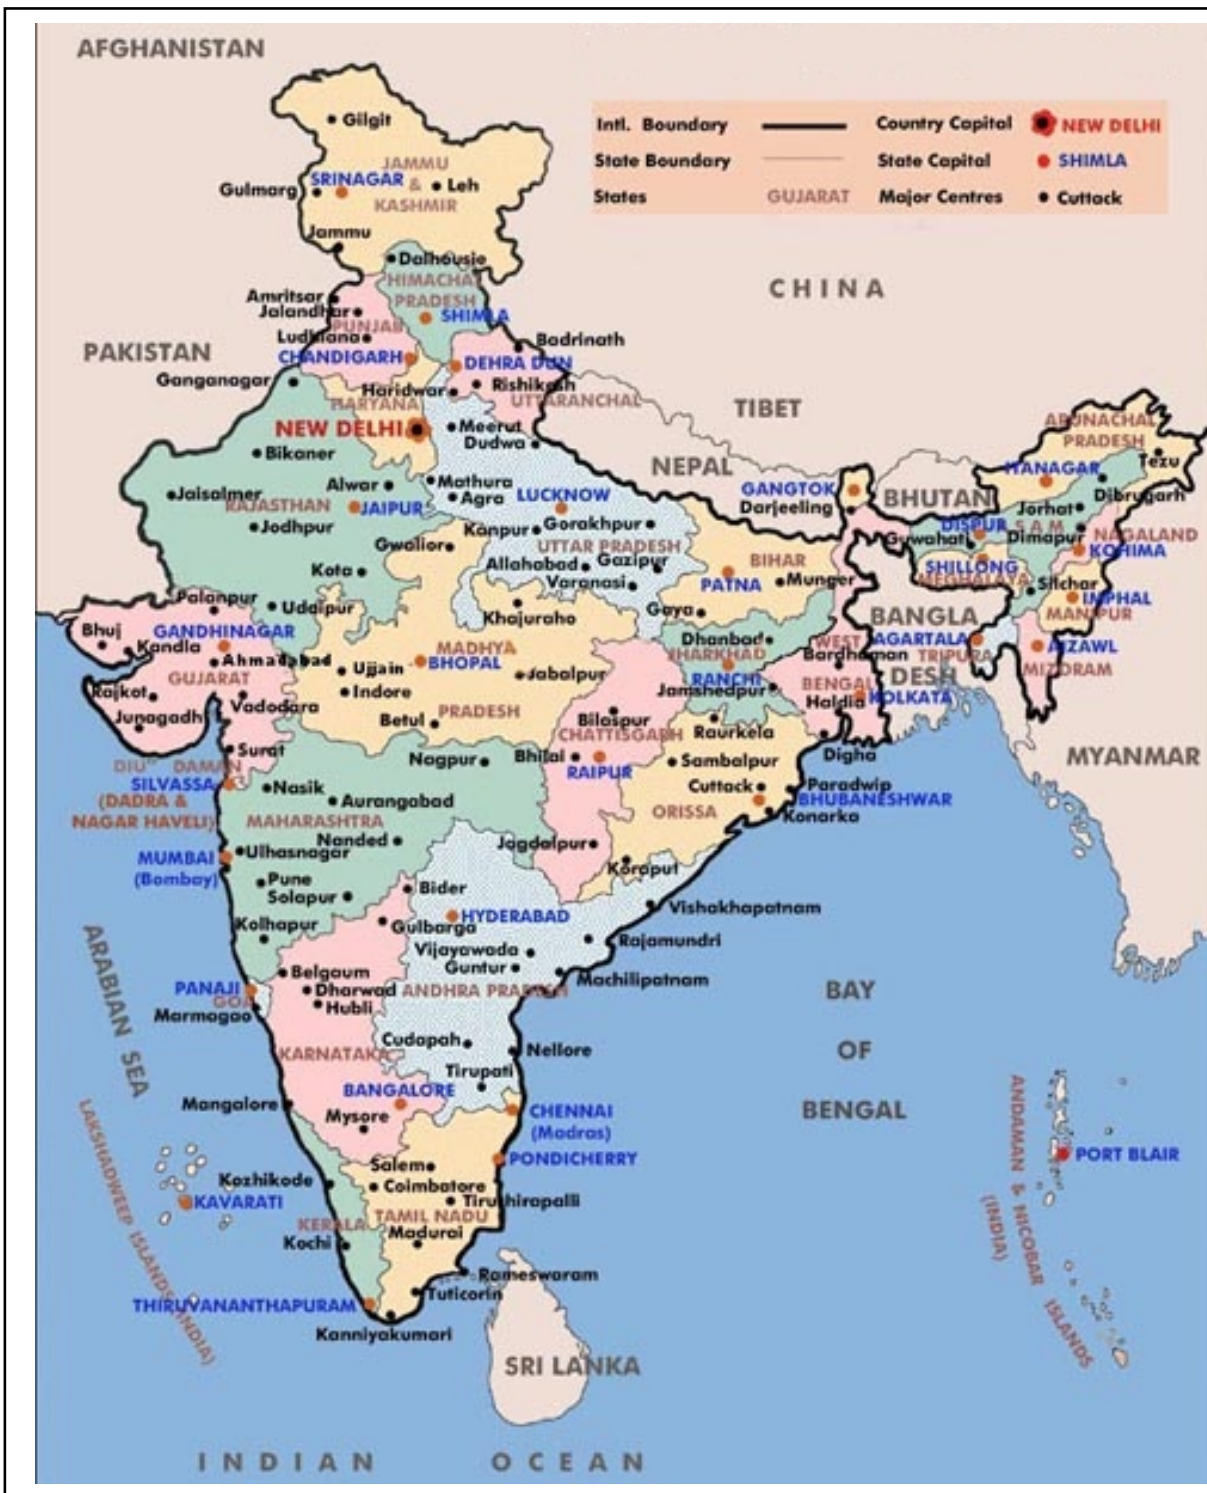 AFGHANISTAN
Intl. Boundary
Country Capital
NEW DELHI
State Boundary
State Capital
SHIMLA
States
GUJARAT
Major Centres
Cuttack
Gilgit
JAMMU
&
KASHMIR
SRINAGAR
Gulmarg
Leh
Jammu
Dalhousie
HIMACHAL
PRADESH
SHIMLA
CHINA
Amritsar
Jalandhar
PUNJAB
Ludhiana
CHANDIGARH
PAKISTAN
Ganganagar
Badrinath
DEHRA DUN
Rishikesh
Haridwar
UTTARANCHAL
HARYANA
NEW DELHI
Meerut
Dudwa
TIBET
NEPAL
ARUNACHAL
PRADESH
ITANAGAR
Tezu
Bikaner
Jaisalmer
Alwar
RAJASTHAN
JAIPUR
Jodhpur
Mathura
Agra
LUCKNOW
Kanpur
Gorakhpur
UTTAR PRADESH
Gwalior
Allahabad
Gazipur
Varanasi
GANGTOK
Darjeeling
BHUTAN
Dibrugarh
Jorhat
DISPUR
SAM
Guwahati
Dimapur
NAGALAND
KOHIMA
BIHAR
PATNA
Munger
Gaya
SHILLONG
MEGHALAYA
Silchar
IMPHAL
MANIPUR
Kota
Udaipur
Palanpur
Khajuraho
Bhuj
Kandla
GANDHINAGAR
Ahmadabad
GUJARAT
Rajkot
Junagadh
Vadodara
Ujjain
Indore
MADHYA
BHOPAL
Jabalpur
Betul
PRADESH
Dhanbad
JHARKHAND
RANCHI
Jamshedpur
WEST
Bardhaman
BENGAL
Haldia
KOLKATA
BANGLA
DESH
AGARTALA
TRIPURA
AIZAWL
MIZORAM
Surat
DIU
DAMAN
SILVASSA
(DADRA &
NAGAR HAVELI)
Nagpur
Bilaspur
CHATTISGARH
Bhilai
RAIPUR
Raurkela
Sambalpur
Cuttack
ORISSA
Digha
Paradwip
BHUBANESHWAR
Konarka
MYANMAR
Nasik
Aurangabad
MAHARASHTRA
Nanded
MUMBAI
(Bombay)
Ulhasnagar
Pune
Solapur
Kolhapur
Jagdalpur
Koraput
Bider
Gulbarga
HYDERABAD
Vijayawada
Guntur
Vishakhapatnam
Rajamundri
Machilipatnam
ANDHRA PRADESH
ARABIAN SEA
PANAJI
GOA
Marmagao
Belgaum
Dharwad
Hubli
KARNATAKA
Cudapah
Nellore
Tirupati
BAY
OF
BENGAL
Mangalore
BANGALORE
Mysore
CHENNAI
(Madras)
PONDICHERRY
LAKSHADWEEP ISLANDS (INDIA)
KAVARATI
Kozhikode
Salem
Coimbatore
Tiruthirapalli
KERALA
TAMIL NADU
Kochi
Madurai
Rameswaram
Tuticorin
THIRUVANANTHAPURAM
Kanniyakumari
SRI LANKA
ANDAMAN & NICOBAR ISLANDS
(INDIA)
PORT BLAIR
INDIAN OCEAN